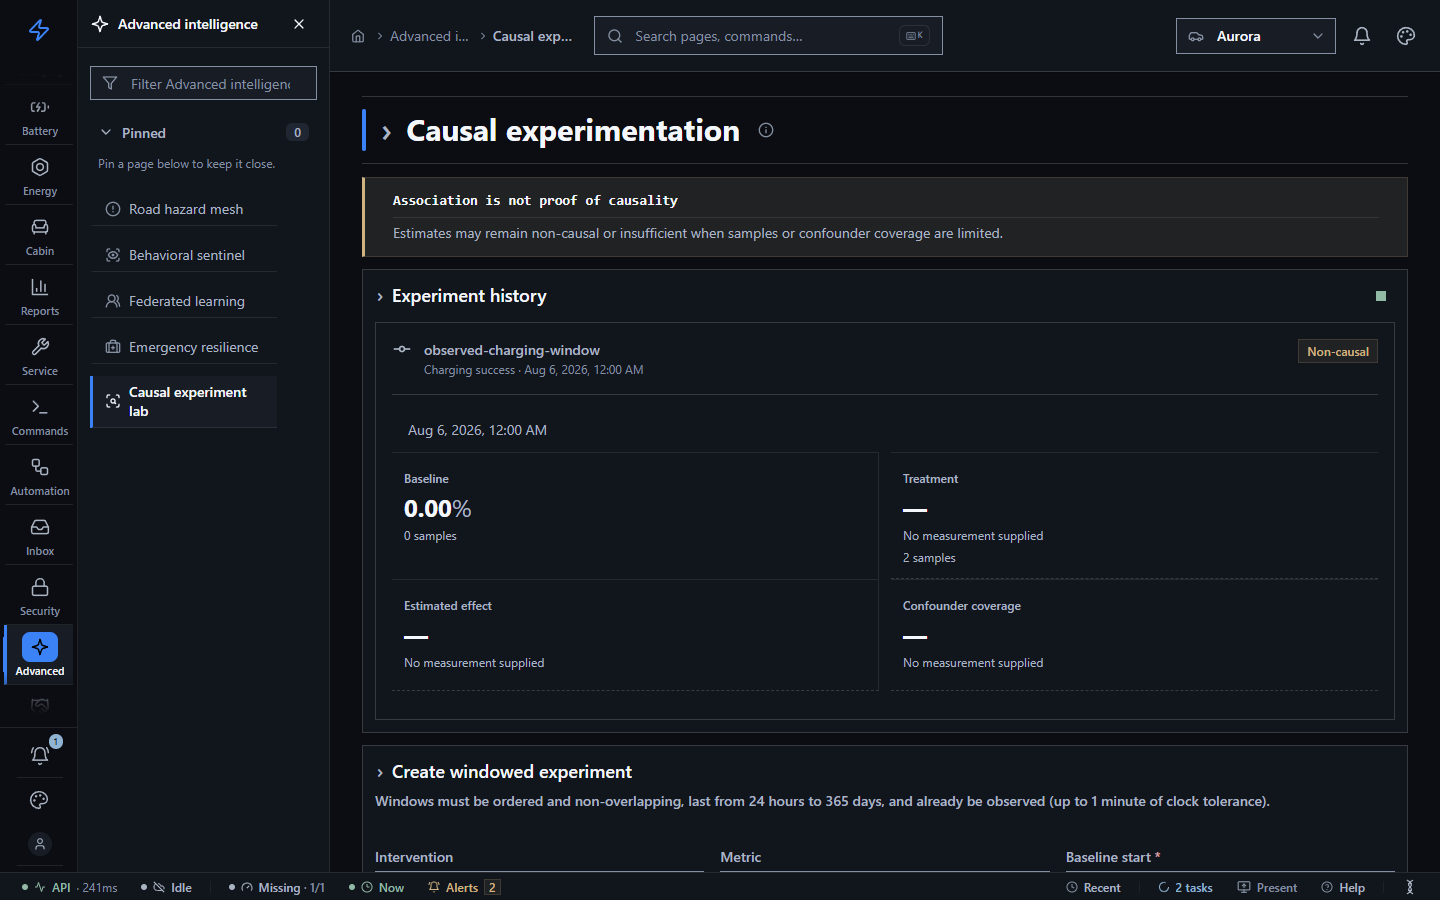 Advanced intelligence
Advanced i...
Causal exp...
Search pages, commands...
K
Aurora
Filter Advanced intelligenc
Pinned
0
Pin a page below to keep it close.
Road hazard mesh
Behavioral sentinel
Federated learning
Emergency resilience
Causal experiment
lab
Battery
Energy
Cabin
Reports
Service
Commands
Automation
Inbox
Security
Advanced
1
Causal experimentation
Association is not proof of causality
Estimates may remain non-causal or insufficient when samples or confounder coverage are limited.
Experiment history
observed-charging-window
Charging success · Aug 6, 2026, 12:00 AM
Non-causal
Aug 6, 2026, 12:00 AM
Baseline
0.00%
0 samples
Treatment
—
No measurement supplied
2 samples
Estimated effect
—
No measurement supplied
Confounder coverage
—
No measurement supplied
Create windowed experiment
Windows must be ordered and non-overlapping, last from 24 hours to 365 days, and already be observed (up to 1 minute of clock tolerance).
Intervention
Metric
Baseline start *
API · 241ms
Idle
Missing · 1/1
Now
Alerts 2
Recent
2 tasks
Present
Help